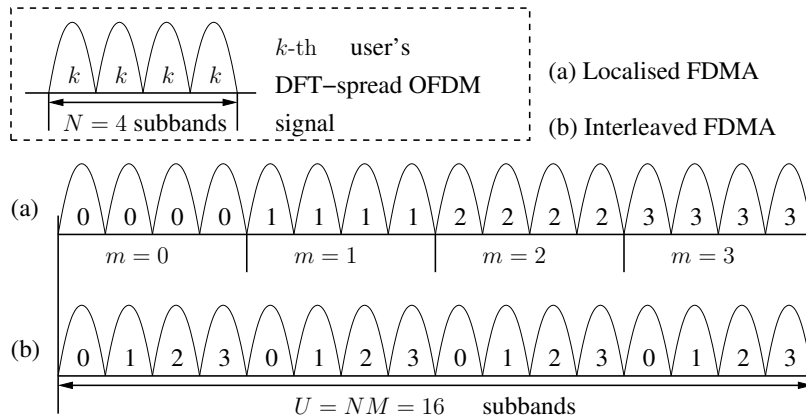 k k k k
N = 4 subbands
k-th user's
DFT−spread OFDM
signal
(a) Localised FDMA
(b) Interleaved FDMA
(a) 0 0 0 0 1 1 1 1 2 2 2 2 3 3 3 3
m = 0 m = 1 m = 2 m = 3
(b) 0 1 2 3 0 1 2 3 0 1 2 3 0 1 2 3
U = NM = 16 subbands